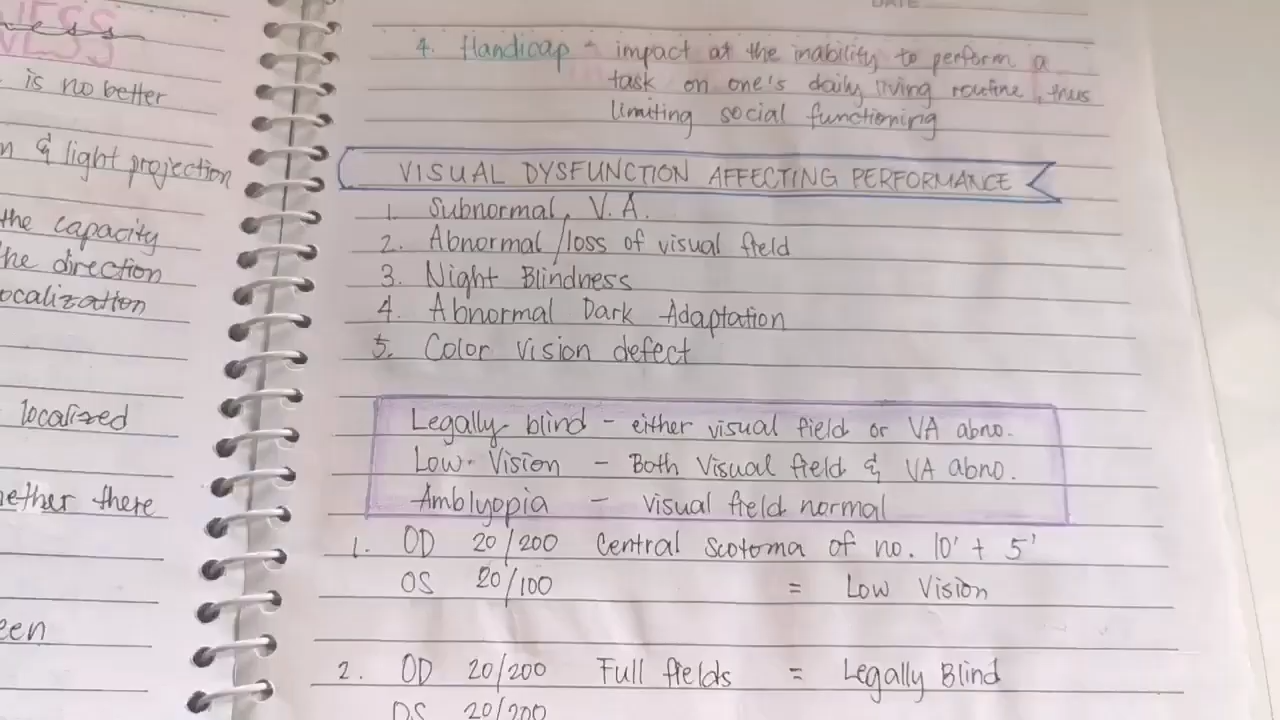 ness
is no better
n & light projection
the capacity
the direction
ocalization
localized
ether there
een
DATE
4. Handicap - impact at the inability to perform a
task on one's daily living routine, thus
limiting social functioning
VISUAL DYSFUNCTION AFFECTING PERFORMANCE
1. Subnormal V.A.
2. Abnormal/loss of visual field
3. Night Blindness
4. Abnormal Dark Adaptation
5. Color vision defect
Legally blind - either visual field or VA abno.
Low Vision - Both Visual field & VA abno.
Amblyopia - visual field normal
1. OD 20/200 Central Scotoma of no. 10' + 5'
OS 20/100 = Low Vision
2. OD 20/200 Full fields = Legally Blind
OS 20/200